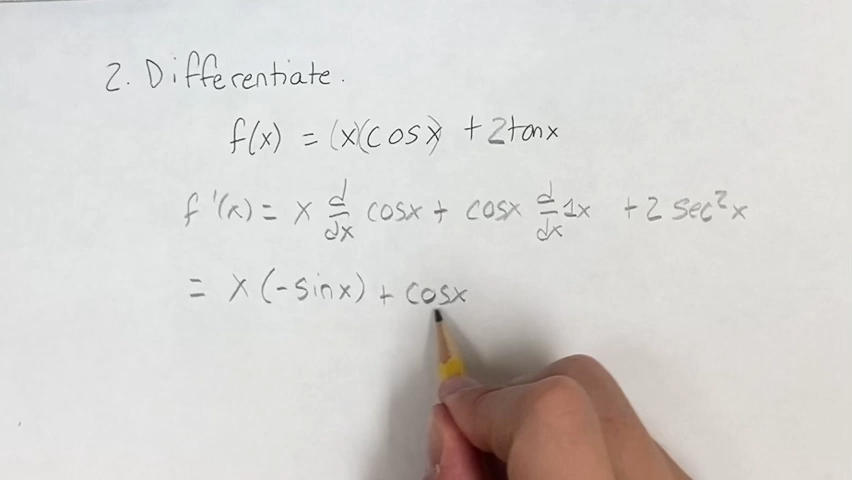 2. Differentiate.
f(x) = (x)(cosx) + 2tanx
f'(x) = x d/dx cosx + cosx d/dx 1x + 2 sec²x
= x(-sinx) + cosx